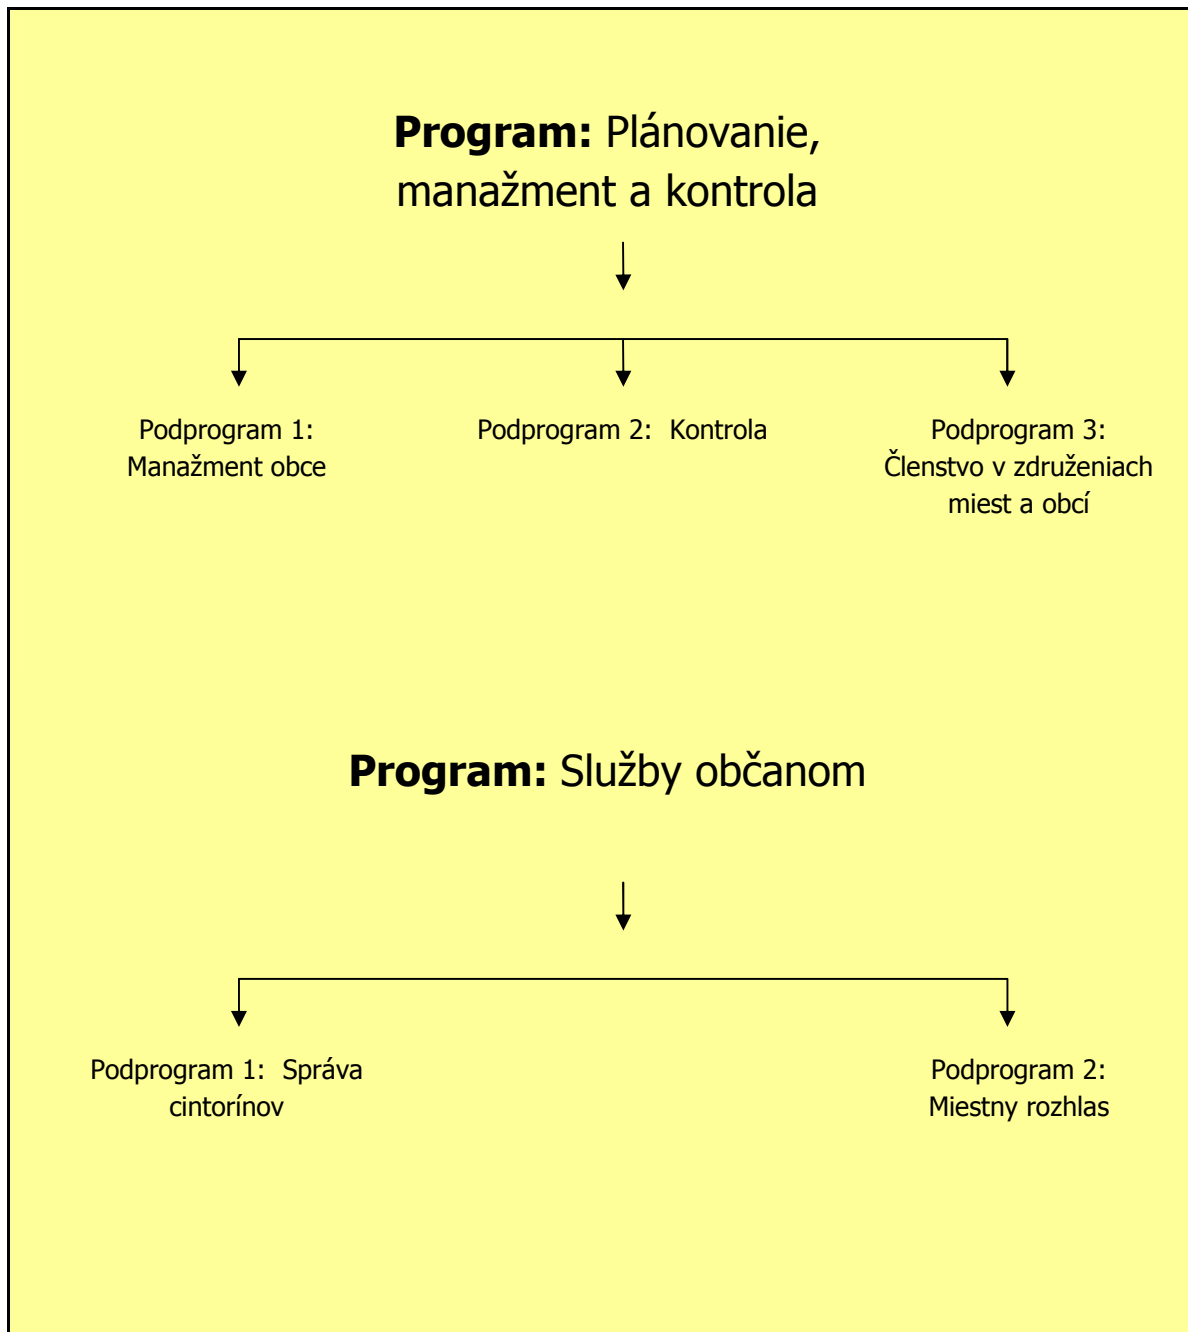 Program: Plánovanie,
manažment a kontrola
Podprogram 1:
Manažment obce
Podprogram 2:  Kontrola
Podprogram 3:
Členstvo v združeniach
miest a obcí
Program: Služby občanom
Podprogram 1:  Správa
cintorínov
Podprogram 2:
Miestny rozhlas